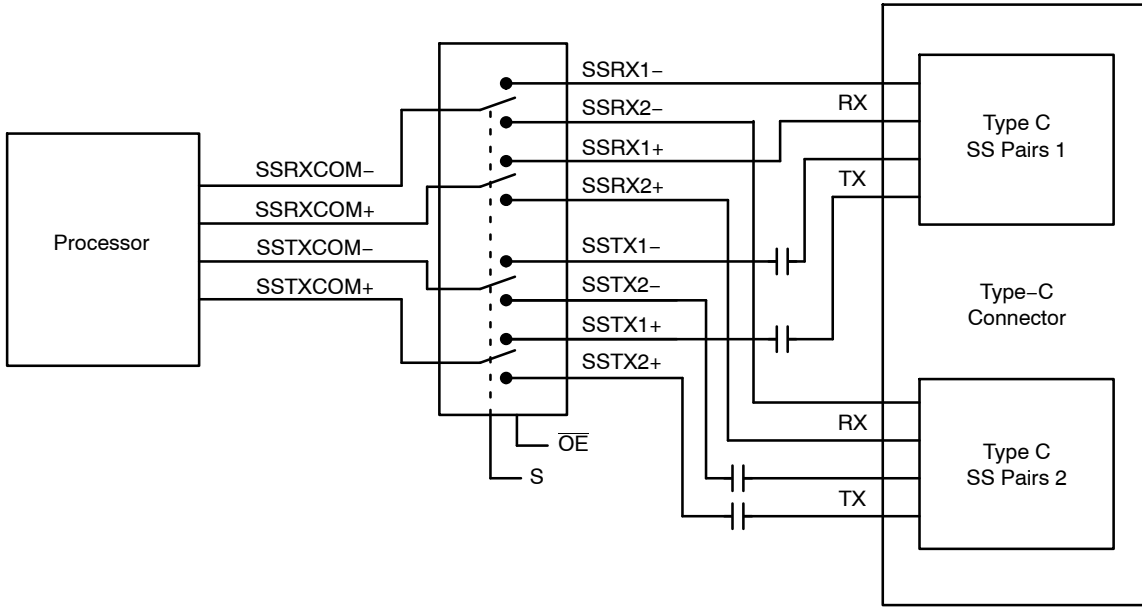 Processor
SSRXCOM−
SSRXCOM+
SSTXCOM−
SSTXCOM+
SSRX1−
SSRX2−
SSRX1+
SSRX2+
SSTX1−
SSTX2−
SSTX1+
SSTX2+
OE
S
RX
TX
Type C
SS Pairs 1
Type−C
Connector
RX
TX
Type C
SS Pairs 2